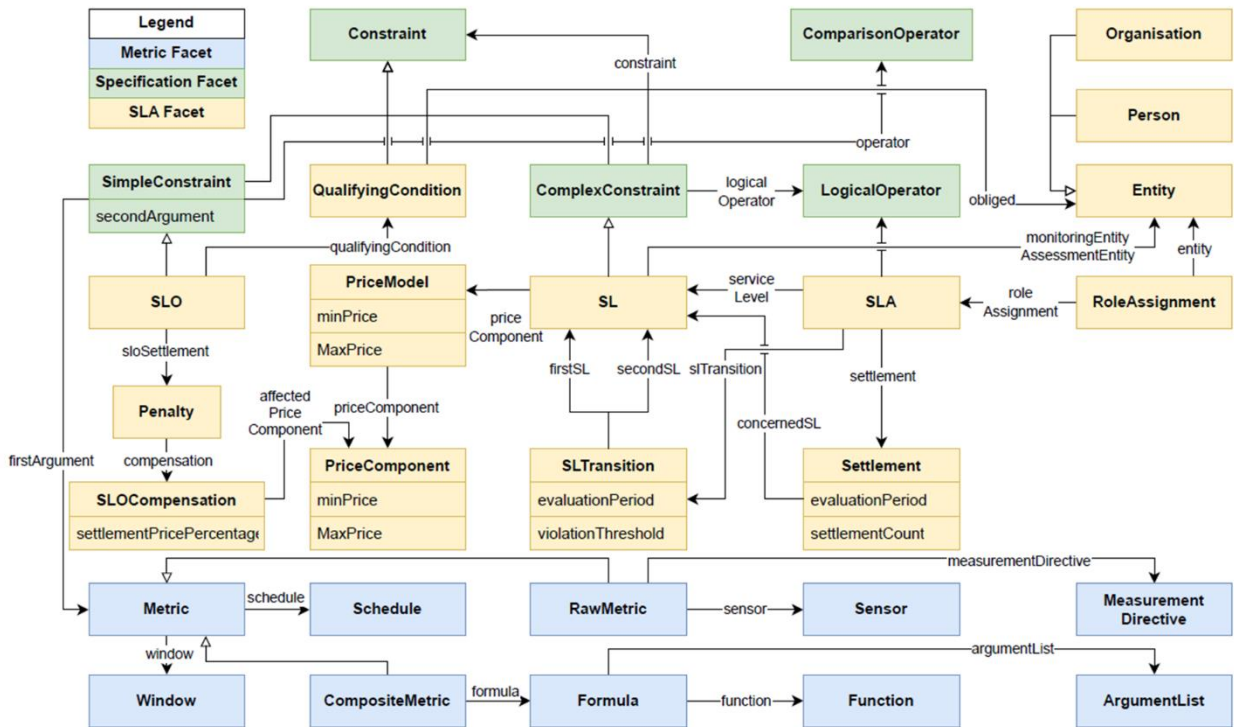 Legend
Metric Facet
Specification Facet
SLA Facet
Constraint
ComparisonOperator
Organisation
constraint
Person
operator
SimpleConstraint
secondArgument
QualifyingCondition
ComplexConstraint
logical
Operator
LogicalOperator
obliged
Entity
qualifyingCondition
monitoringEntity
AssessmentEntity
entity
SLO
PriceModel
minPrice
MaxPrice
price
Component
SL
service
Level
SLA
role
Assignment
RoleAssignment
sloSettlement
firstSL
secondSL
slTransition
settlement
Penalty
affected
Price
Component
priceComponent
concernedSL
firstArgument
compensation
SLOCompensation
settlementPricePercentage
PriceComponent
minPrice
MaxPrice
SLTransition
evaluationPeriod
violationThreshold
Settlement
evaluationPeriod
settlementCount
measurementDirective
Metric
schedule
Schedule
RawMetric
sensor
Sensor
Measurement
Directive
window
argumentList
Window
CompositeMetric
formula
Formula
function
Function
ArgumentList